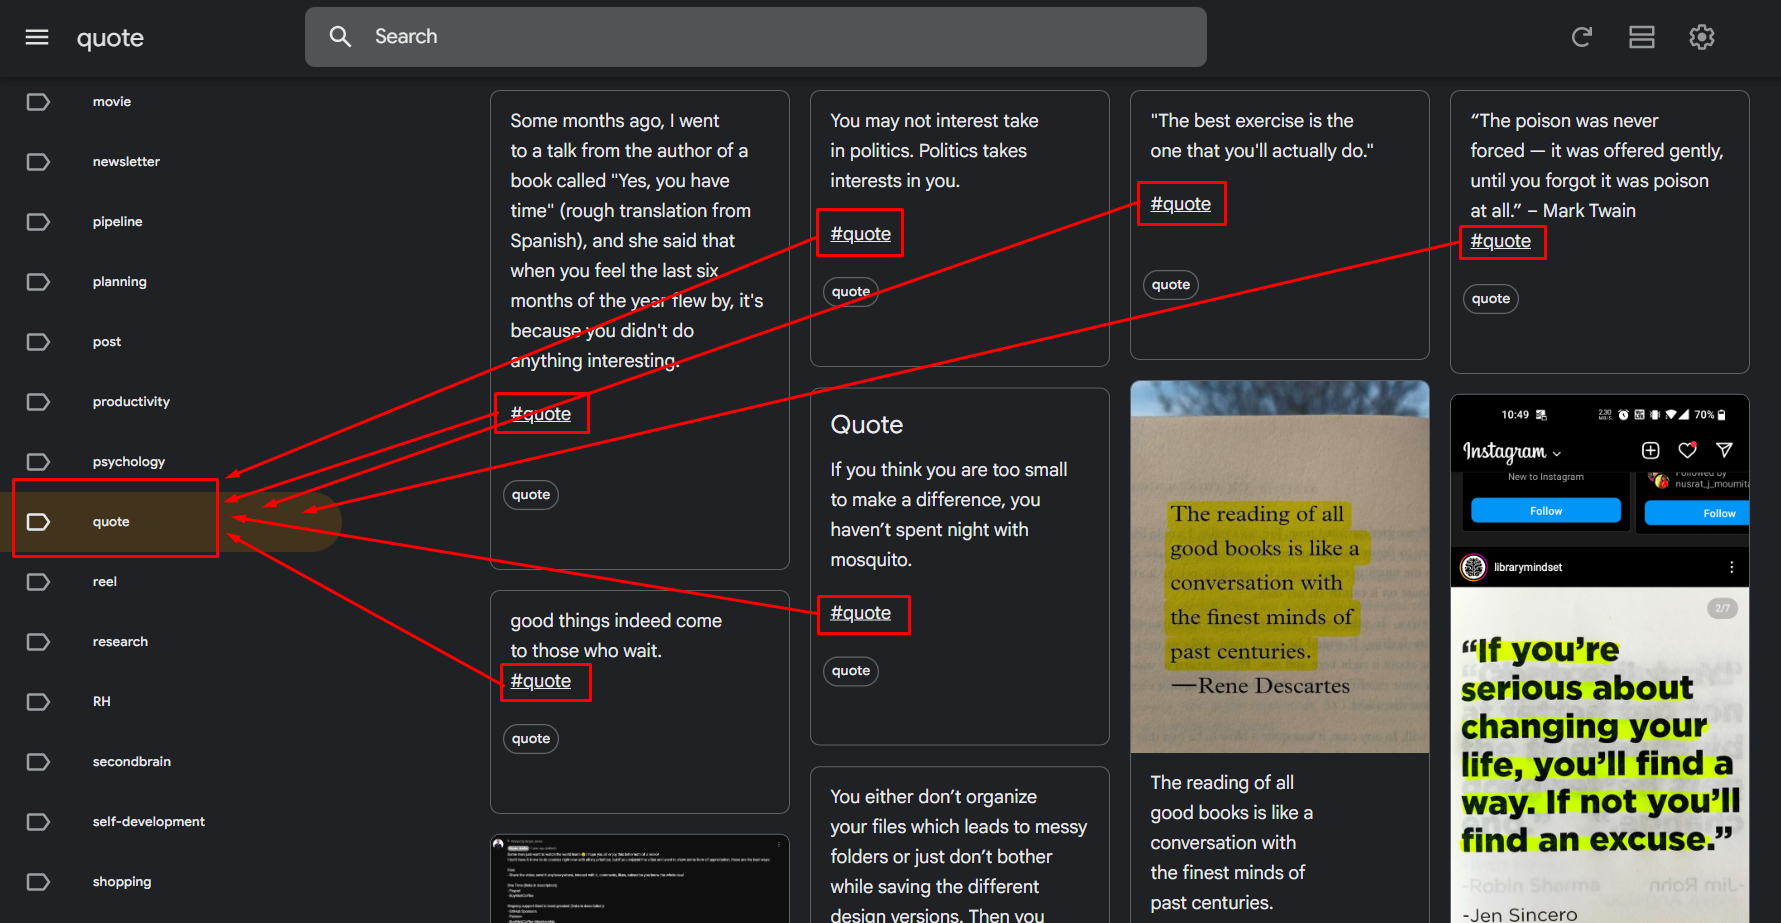 quote
Search
movie
newsletter
pipeline
planning
post
productivity
psychology
quote
reel
research
RH
secondbrain
self-development
shopping
Some months ago, I went
to a talk from the author of a
book called "Yes, you have
time" (rough translation from
Spanish), and she said that
when you feel the last six
months of the year flew by, it's
because you didn't do
anything interesting.
#quote
quote
good things indeed come
to those who wait.
#quote
quote
You may not interest take
in politics. Politics takes
interests in you.
#quote
quote
Quote
If you think you are too small
to make a difference, you
haven’t spent night with
mosquito.
#quote
quote
You either don’t organize
your files which leads to messy
folders or just don’t bother
while saving the different
design versions. Then you
"The best exercise is the
one that you'll actually do."
#quote
quote
The reading of all
good books is like a
conversation with
the finest minds of
past centuries.
—Rene Descartes
The reading of all
good books is like a
conversation with
the finest minds of
past centuries.
“The poison was never
forced — it was offered gently,
until you forgot it was poison
at all.” – Mark Twain
#quote
quote
10:49
70%
Instagram
New to Instagram
Followed by
nusrat_j_moumita
Follow
Follow
librarymindset
2/7
“If you’re
serious about
changing your
life, you’ll find a
way. If not you’ll
find an excuse.”
-Robin Sharma
-Jen Sincero